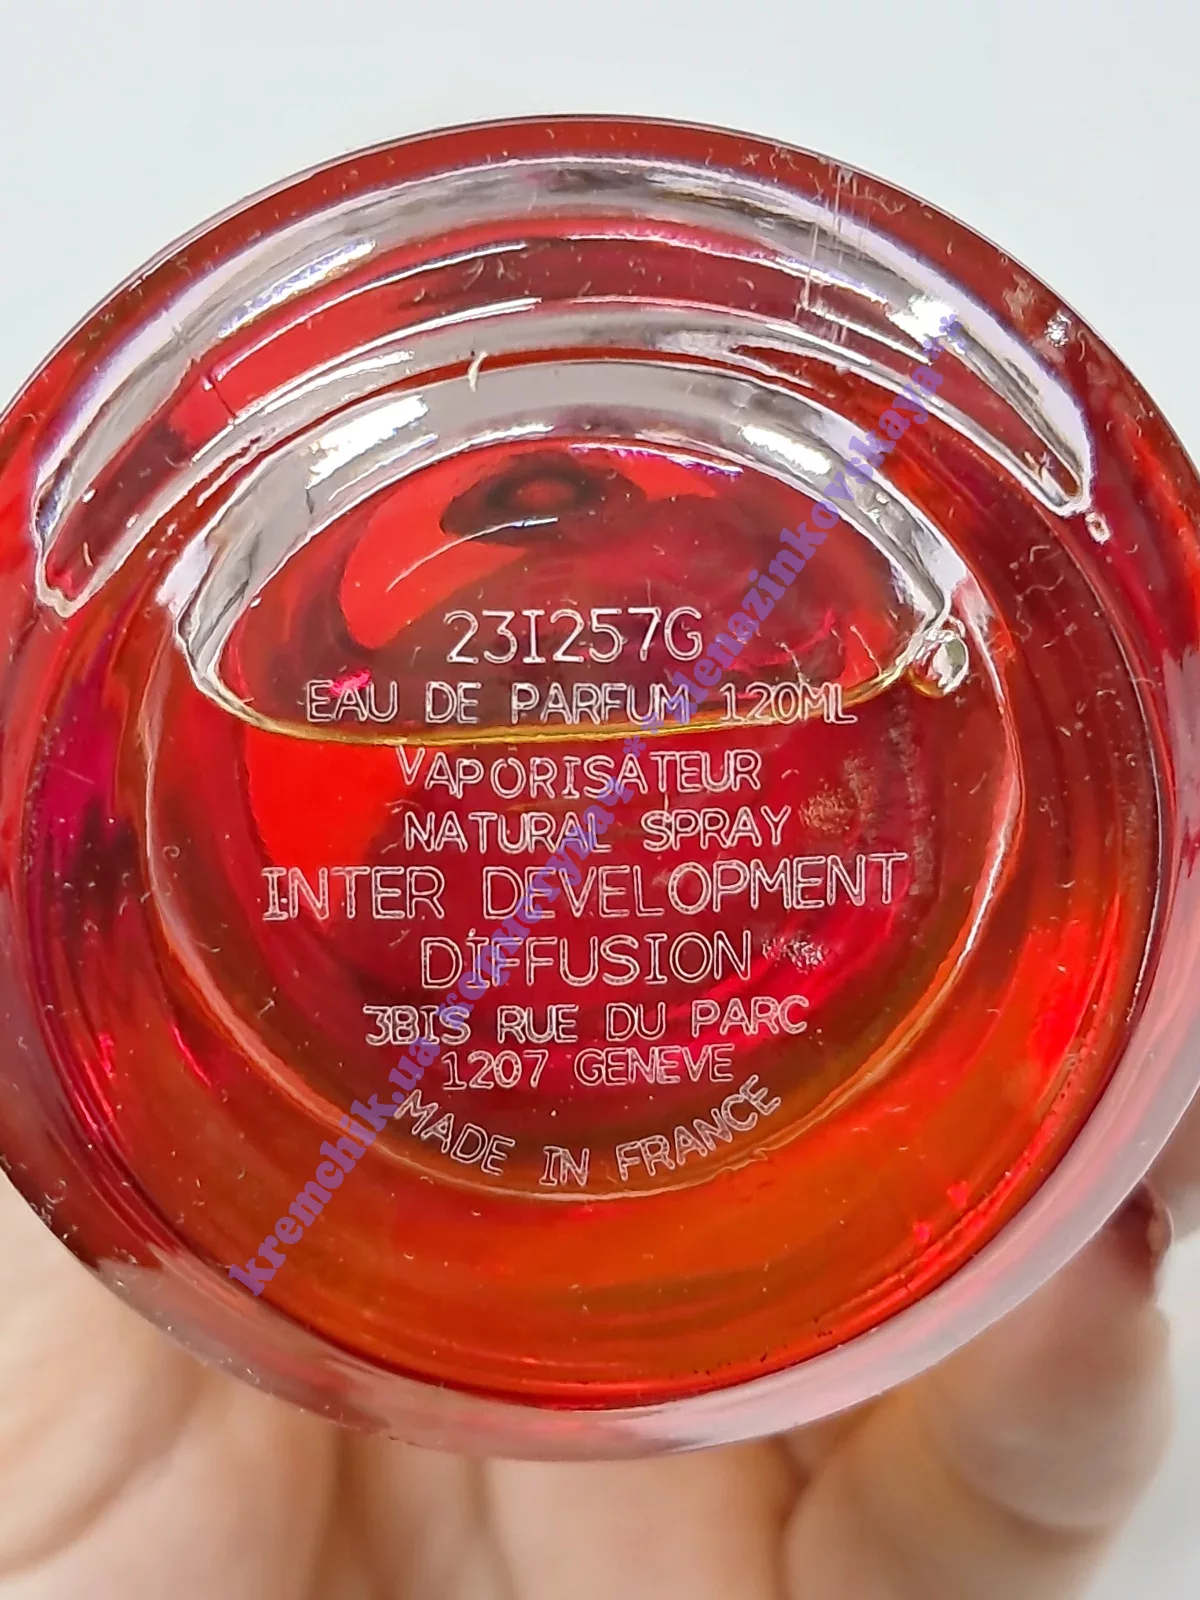 23I257G
EAU DE PARFUM 120ML
VAPORISATEUR
NATURAL SPRAY
INTER DEVELOPMENT
DIFFUSION
3BIS RUE DU PARC
1207 GENEVE
MADE IN FRANCE
kremchik.ua**elenazinkovskaya**